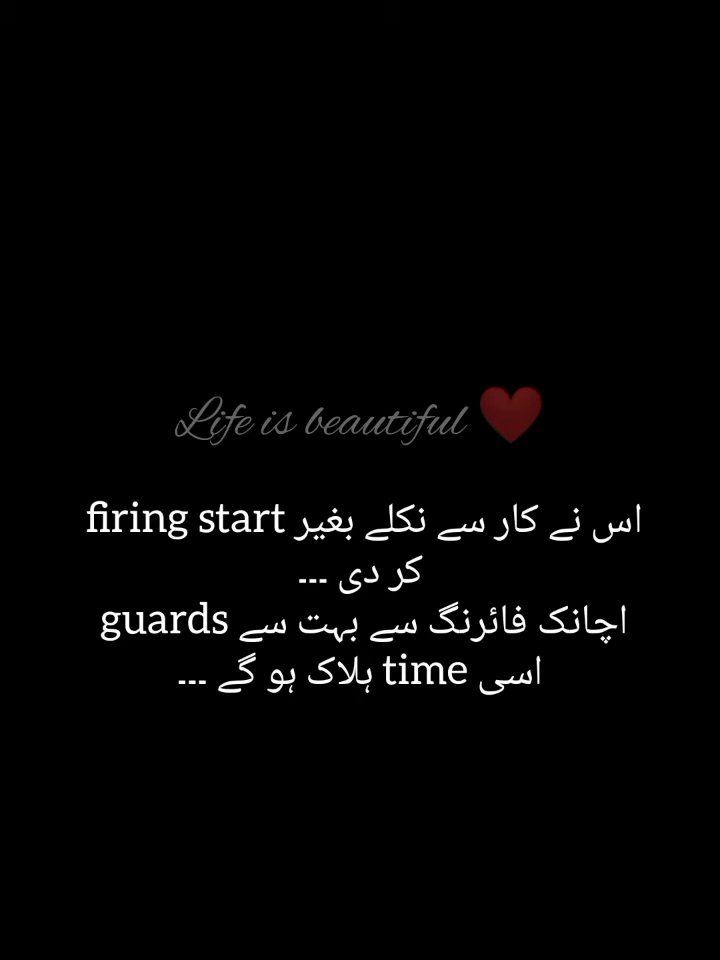 Life is beautiful ❤️
اس نے کار سے نکلے بغیر firing start
کر دی ---
اچانک فائرنگ سے بہت سے guards
اسی time ہلاک ہو گے ---